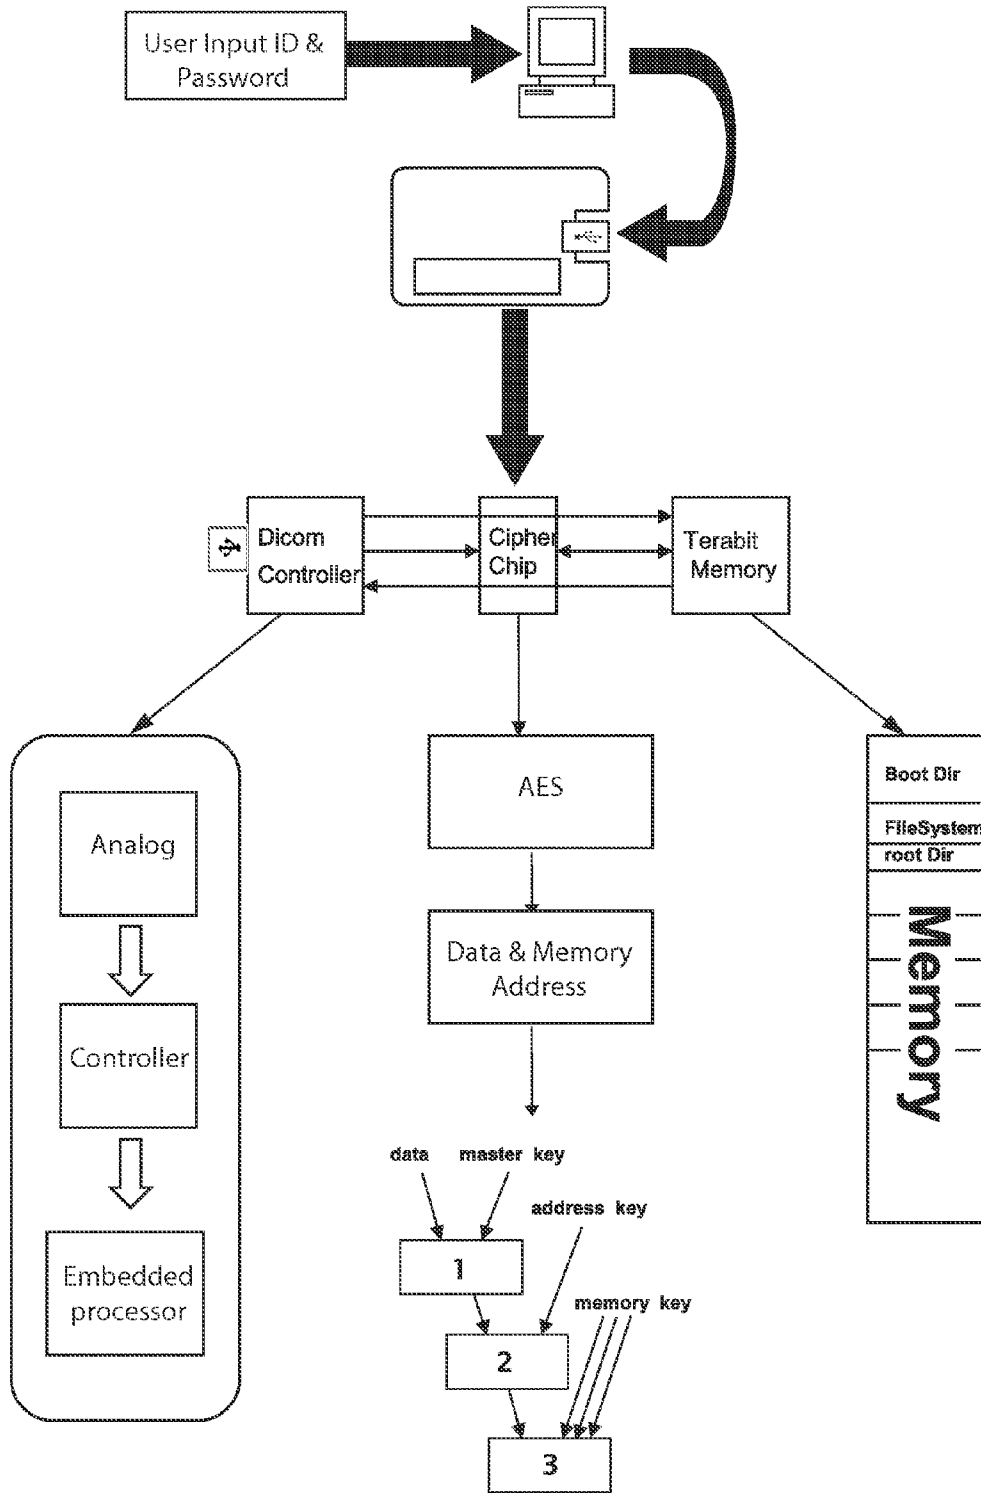 User Input ID &
Password
Dicom
Controller
Cipher
Chip
Terabit
Memory
Analog
Controller
Embedded
processor
AES
Data & Memory
Address
data master key
address key
1
memory key
2
3
Boot Dir
FileSystem
root Dir
Memory